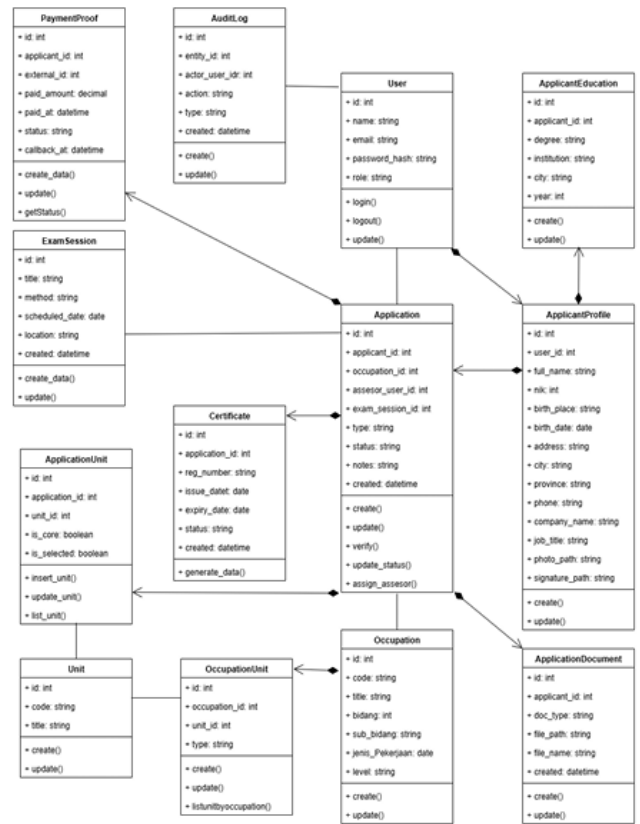 PaymentProof
+ id: int
+ applicant_id: int
+ external_id: int
+ paid_amount: decimal
+ paid_at: datetime
+ status: string
+ callback_at: datetime
+ create_data()
+ update()
+ getStatus()
AuditLog
+ id: int
+ entity_id: int
+ actor_user_idr: int
+ action: string
+ type: string
+ created: datetime
+ create()
+ update()
User
+ id: int
+ name: string
+ email: string
+ password_hash: string
+ role: string
+ login()
+ logout()
+ update()
ApplicantEducation
+ id: int
+ applicant_id: int
+ degree: string
+ institution: string
+ city: string
+ year: int
+ create()
+ update()
ExamSession
+ id: int
+ title: string
+ method: string
+ scheduled_date: date
+ location: string
+ created: datetime
+ create_data()
+ update()
Application
+ id: int
+ applicant_id: int
+ occupation_id: int
+ assesor_user_id: int
+ exam_session_id: int
+ type: string
+ status: string
+ notes: string
+ created: datetime
+ create()
+ update()
+ verify()
+ update_status()
+ assign_assesor()
ApplicantProfile
+ id: int
+ user_id: int
+ full_name: string
+ nik: int
+ birth_place: string
+ birth_date: date
+ address: string
+ city: string
+ province: string
+ phone: string
+ company_name: string
+ job_title: string
+ photo_path: string
+ signature_path: string
+ create()
+ update()
Certificate
+ id: int
+ application_id: int
+ reg_number: string
+ issue_datet: date
+ expiry_date: date
+ status: string
+ created: datetime
+ generate_data()
ApplicationUnit
+ id: int
+ application_id: int
+ unit_id: int
+ is_core: boolean
+ is_selected: boolean
+ insert_unit()
+ update_unit()
+ list_unit()
Unit
+ id: int
+ code: string
+ title: string
+ create()
+ update()
OccupationUnit
+ id: int
+ occupation_id: int
+ unit_id: int
+ type: string
+ create()
+ update()
+ listunitbyoccupation()
Occupation
+ id: int
+ code: string
+ title: string
+ bidang: int
+ sub_bidang: string
+ jenis_Pekerjaan: date
+ level: string
+ create()
+ update()
ApplicationDocument
+ id: int
+ applicant_id: int
+ doc_type: string
+ file_path: string
+ file_name: string
+ created: datetime
+ create()
+ update()